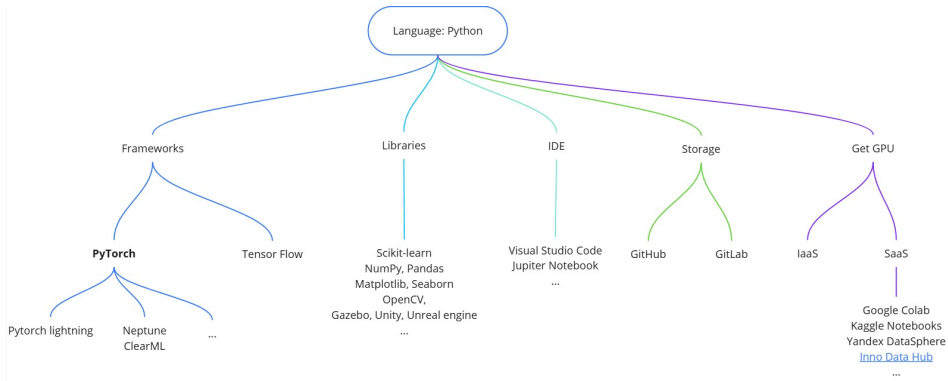 Language: Python
Frameworks
Libraries
IDE
Storage
Get GPU
PyTorch
Tensor Flow
Scikit-learn
NumPy, Pandas
Matplotlib, Seaborn
OpenCV,
Gazebo, Unity, Unreal engine
...
Visual Studio Code
Jupiter Notebook
...
GitHub
GitLab
IaaS
SaaS
Pytorch lightning
Neptune
ClearML
...
Google Colab
Kaggle Notebooks
Yandex DataSphere
Inno Data Hub
...